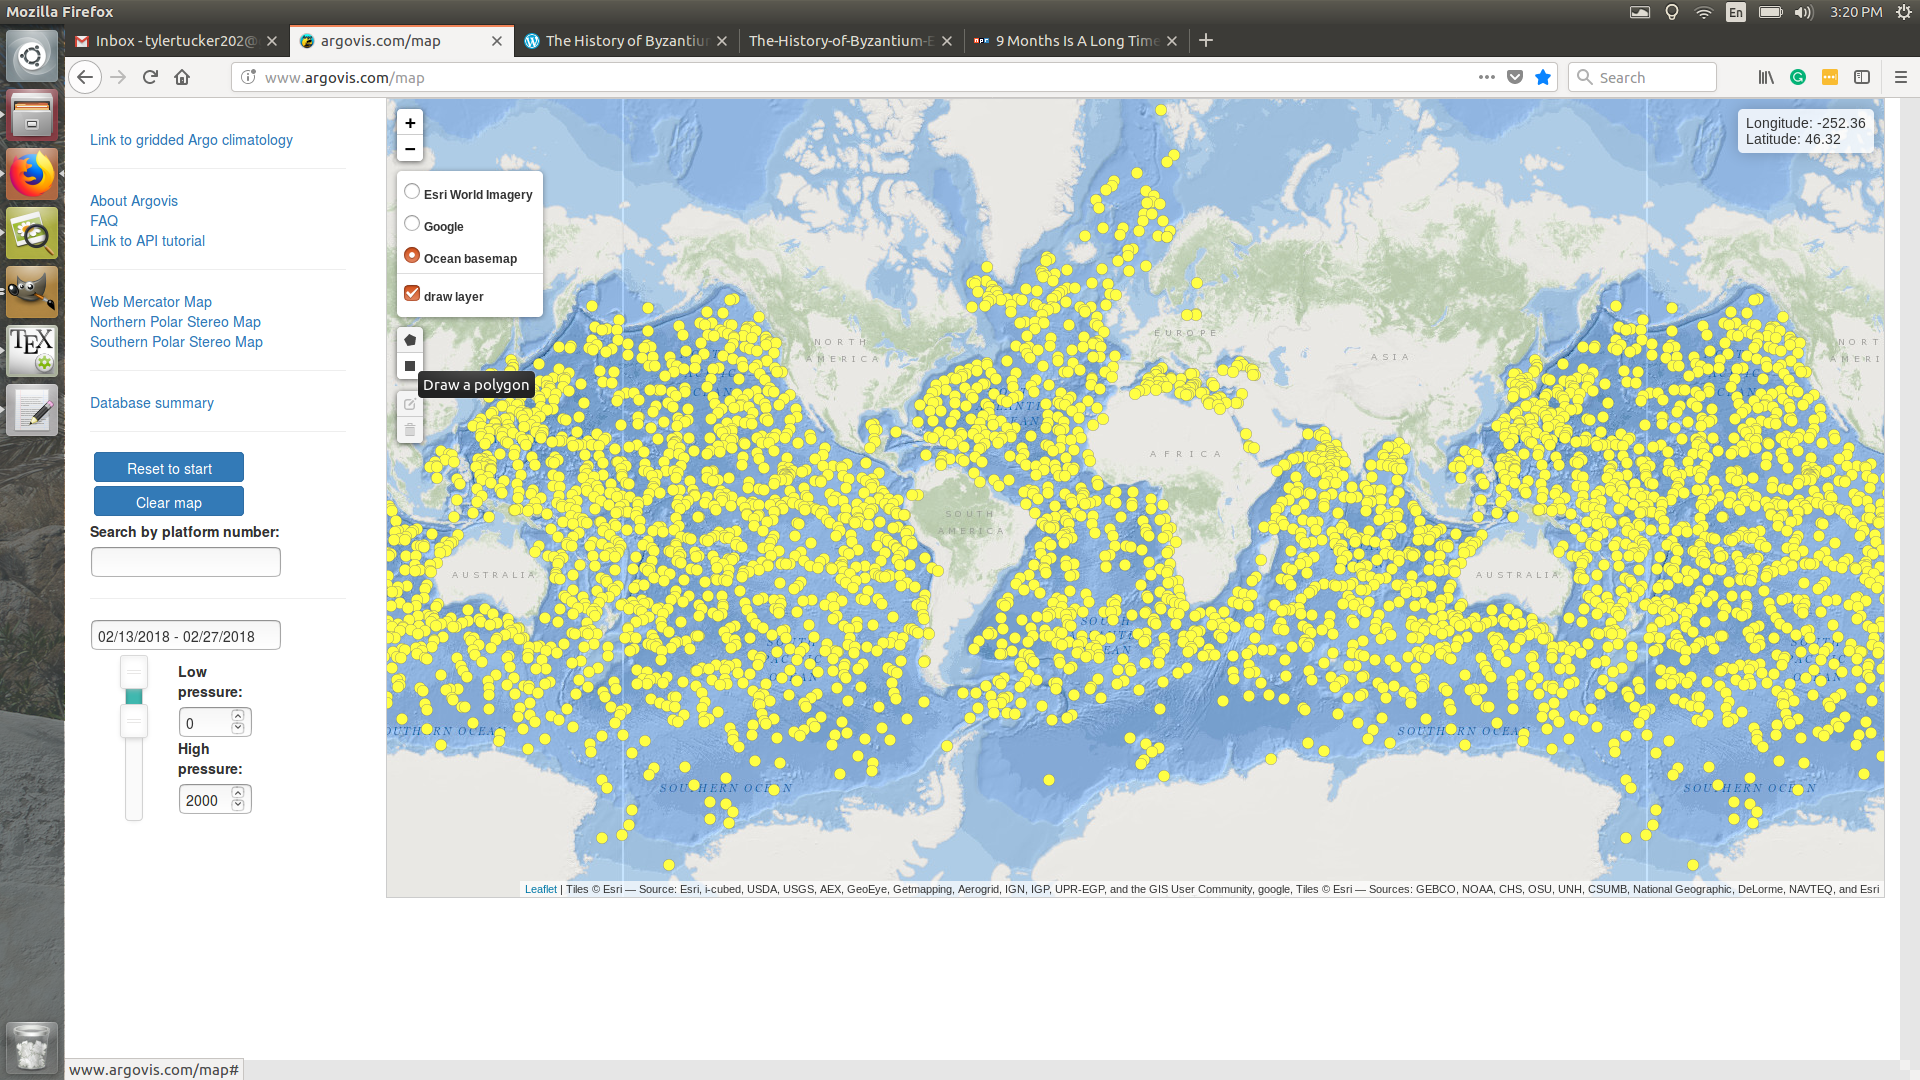 Mozilla Firefox
En
3:20 PM
Inbox - tylertucker202@
argovis.com/map
The History of Byzantiu
The-History-of-Byzantium-E
npr
9 Months Is A Long Time
www.argovis.com/map
Search
Link to gridded Argo climatology
About Argovis
FAQ
Link to API tutorial
Web Mercator Map
Northern Polar Stereo Map
Southern Polar Stereo Map
Database summary
Reset to start
Clear map
Search by platform number:
02/13/2018 - 02/27/2018
Low
pressure:
0
High
pressure:
2000
+
−
Esri World Imagery
Google
Ocean basemap
draw layer
Draw a polygon
Longitude: -252.36
Latitude: 46.32
NORTH
AMERICA
EUROPE
ASIA
NORT
AMERI
AFRICA
SOUTH
AMERICA
AUSTRALIA
AUSTRALIA
OUTHERN OCEAN
SOUTHERN OCEAN
SOUTHERN OCEAN
SOUTHERN OCEAN
Leaflet | Tiles © Esri — Source: Esri, i-cubed, USDA, USGS, AEX, GeoEye, Getmapping, Aerogrid, IGN, IGP, UPR-EGP, and the GIS User Community, google, Tiles © Esri — Sources: GEBCO, NOAA, CHS, OSU, UNH, CSUMB, National Geographic, DeLorme, NAVTEQ, and Esri
TEX
www.argovis.com/map#